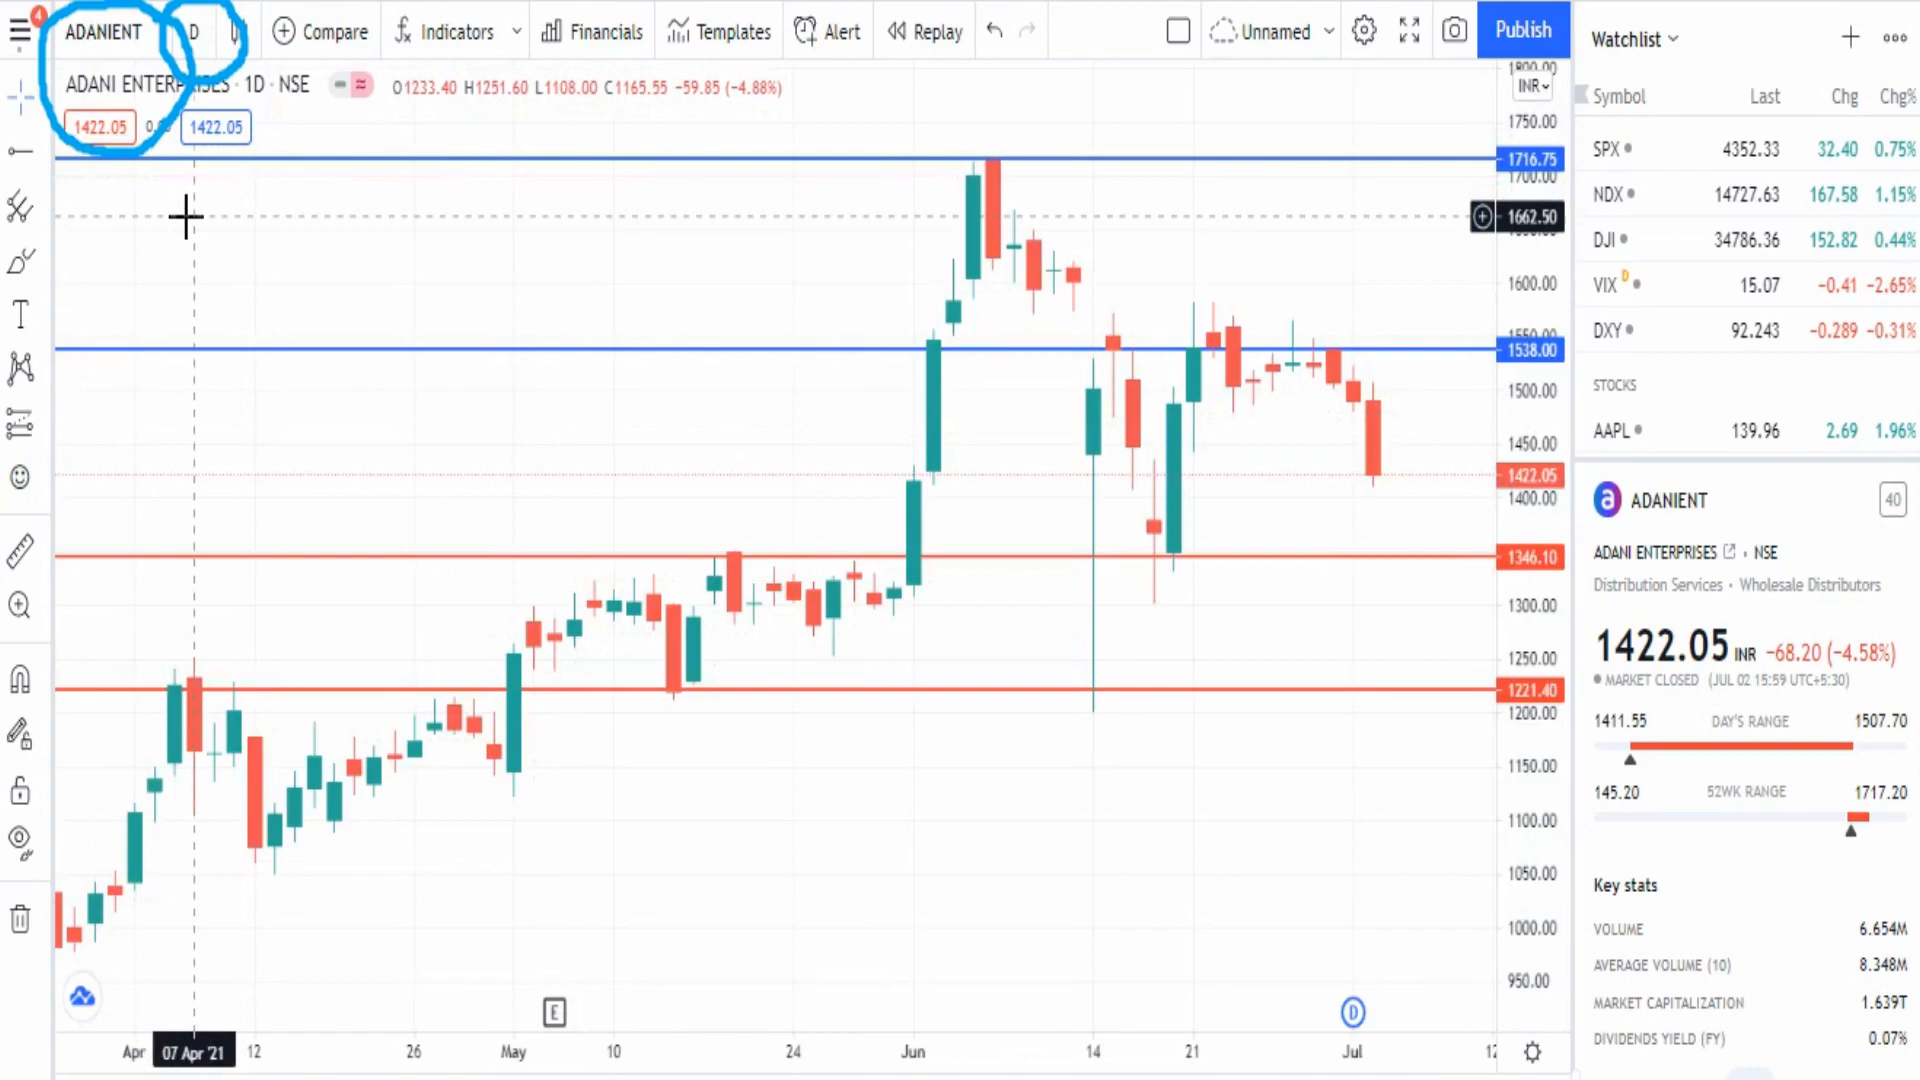 4
ADANIENT D Compare Indicators Financials Templates Alert Replay Unnamed Publish
ADANI ENTERPRISES · 1D · NSE O1233.40 H1251.60 L1108.00 C1165.55 −59.85 (−4.88%)
1422.05 1422.05
INR
1800.00
1750.00
1716.75
1700.00
1662.50
1600.00
1550.00
1538.00
1500.00
1450.00
1422.05
1400.00
1346.10
1300.00
1250.00
1221.40
1200.00
1150.00
1100.00
1050.00
1000.00
950.00
E D
Apr 07 Apr '21 12 26 May 10 24 Jun 14 21 Jul 12
Watchlist
Symbol Last Chg Chg%
SPX 4352.33 32.40 0.75%
NDX 14727.63 167.58 1.15%
DJI 34786.36 152.82 0.44%
VIX D 15.07 −0.41 −2.65%
DXY 92.243 −0.289 −0.31%
STOCKS
AAPL 139.96 2.69 1.96%
a ADANIENT 40
ADANI ENTERPRISES · NSE
Distribution Services · Wholesale Distributors
1422.05 INR −68.20 (−4.58%)
MARKET CLOSED (JUL 02 15:59 UTC+5:30)
1411.55 DAY'S RANGE 1507.70
145.20 52WK RANGE 1717.20
Key stats
VOLUME 6.654M
AVERAGE VOLUME (10) 8.348M
MARKET CAPITALIZATION 1.639T
DIVIDENDS YIELD (FY) 0.07%